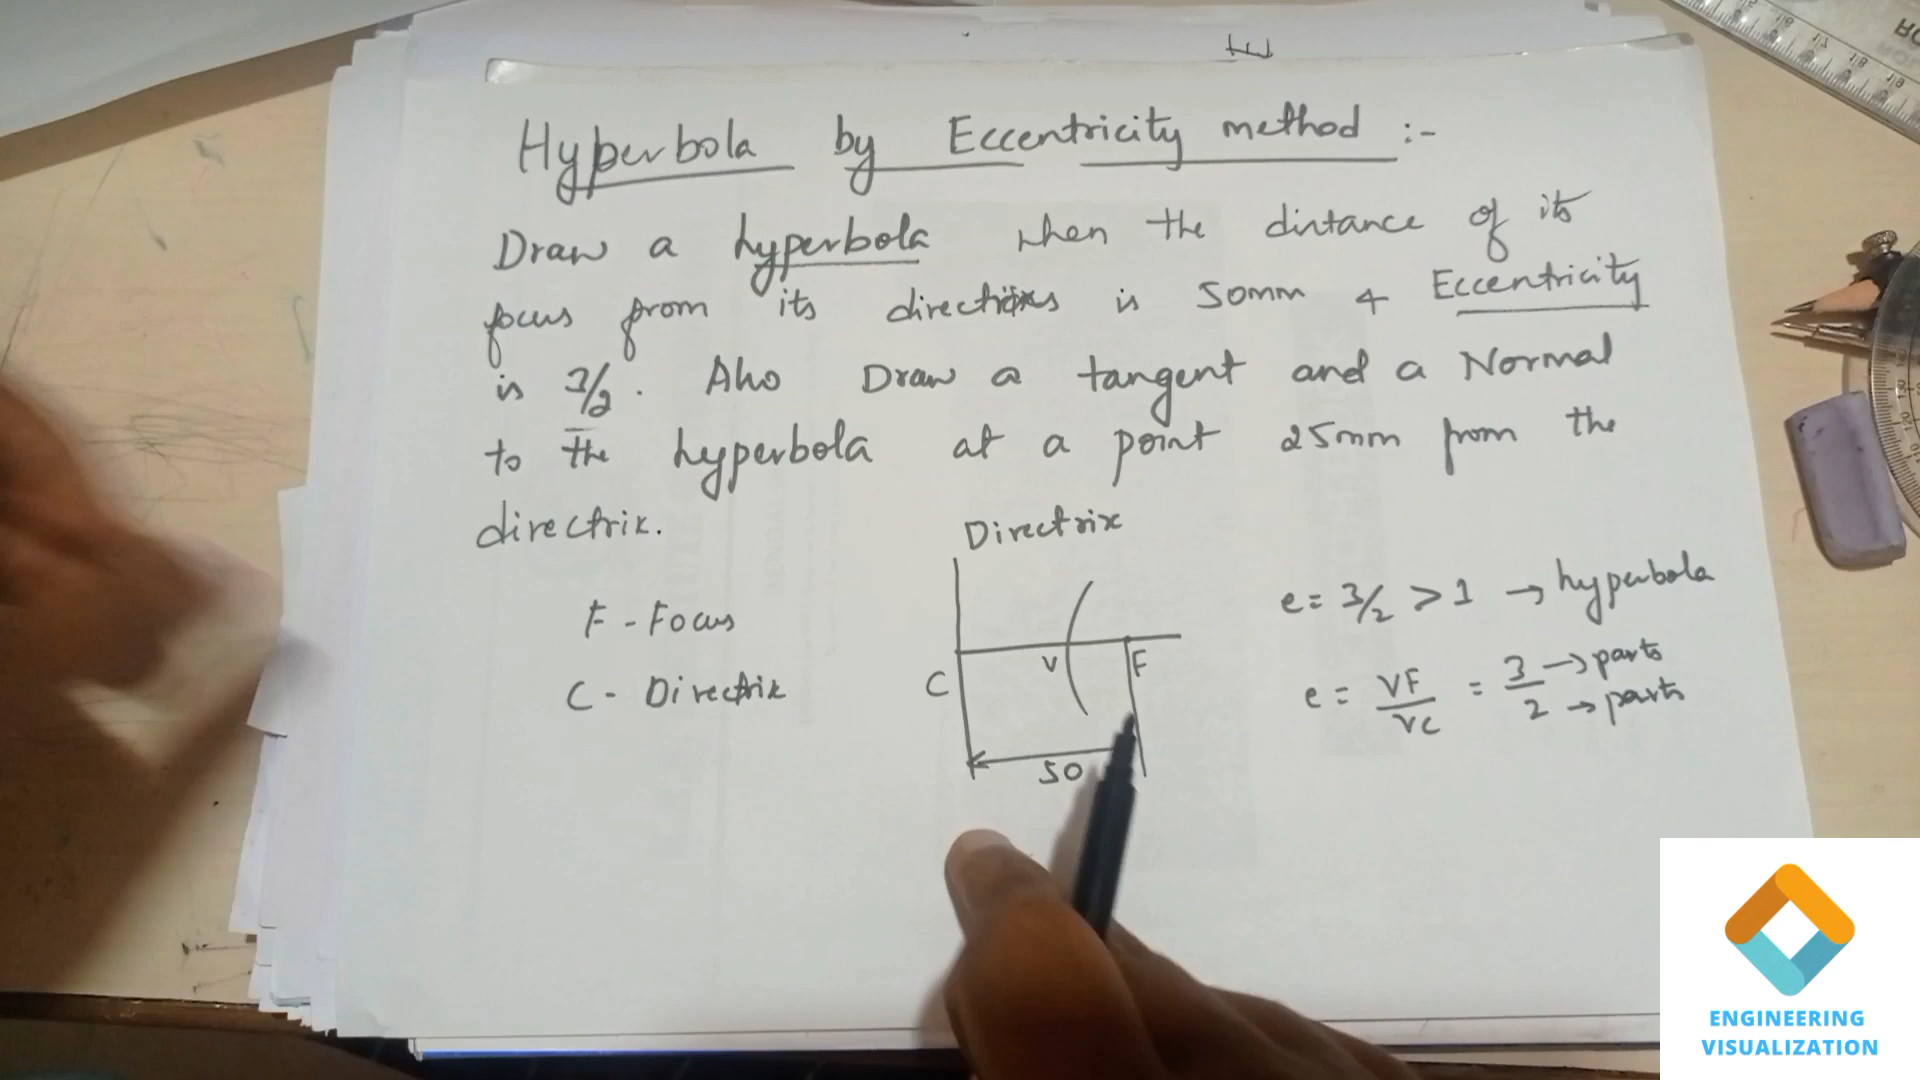 Hyperbola by Eccentricity method :-
Draw a hyperbola when the distance of its
focus from its directrix is 50mm & Eccentricity
is 3/2. Also Draw a tangent and a Normal
to the hyperbola at a point 25mm from the
directrix.
Directrix
F - Focus
C - Directrix
C V F
50
e = 3/2 > 1 → hyperbola
e = VF/VC = 3/2 → parts → parts
ENGINEERING
VISUALIZATION